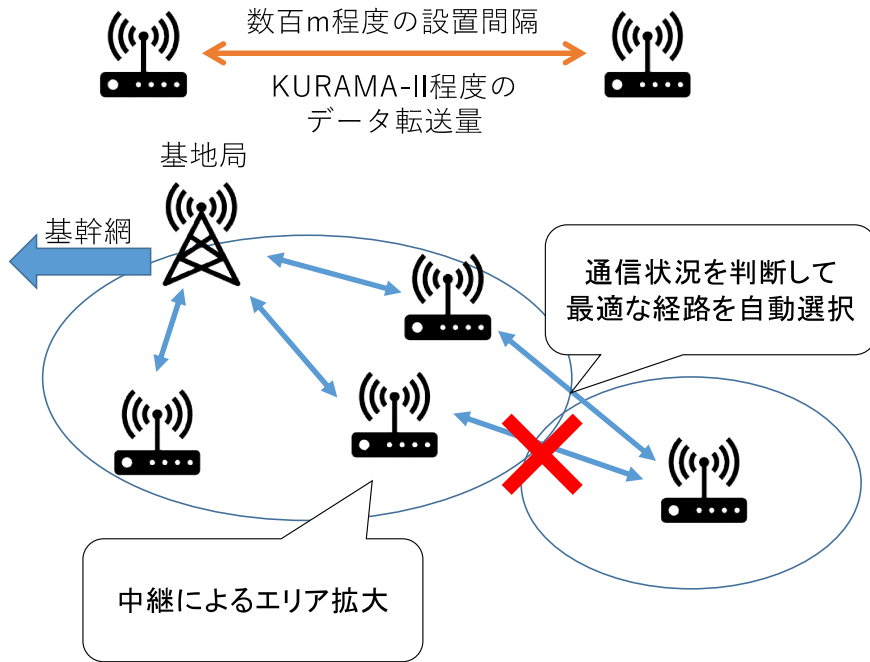 数百m程度の設置間隔
KURAMA-II程度の
データ転送量
基地局
基幹網
通信状況を判断して
最適な経路を自動選択
中継によるエリア拡大